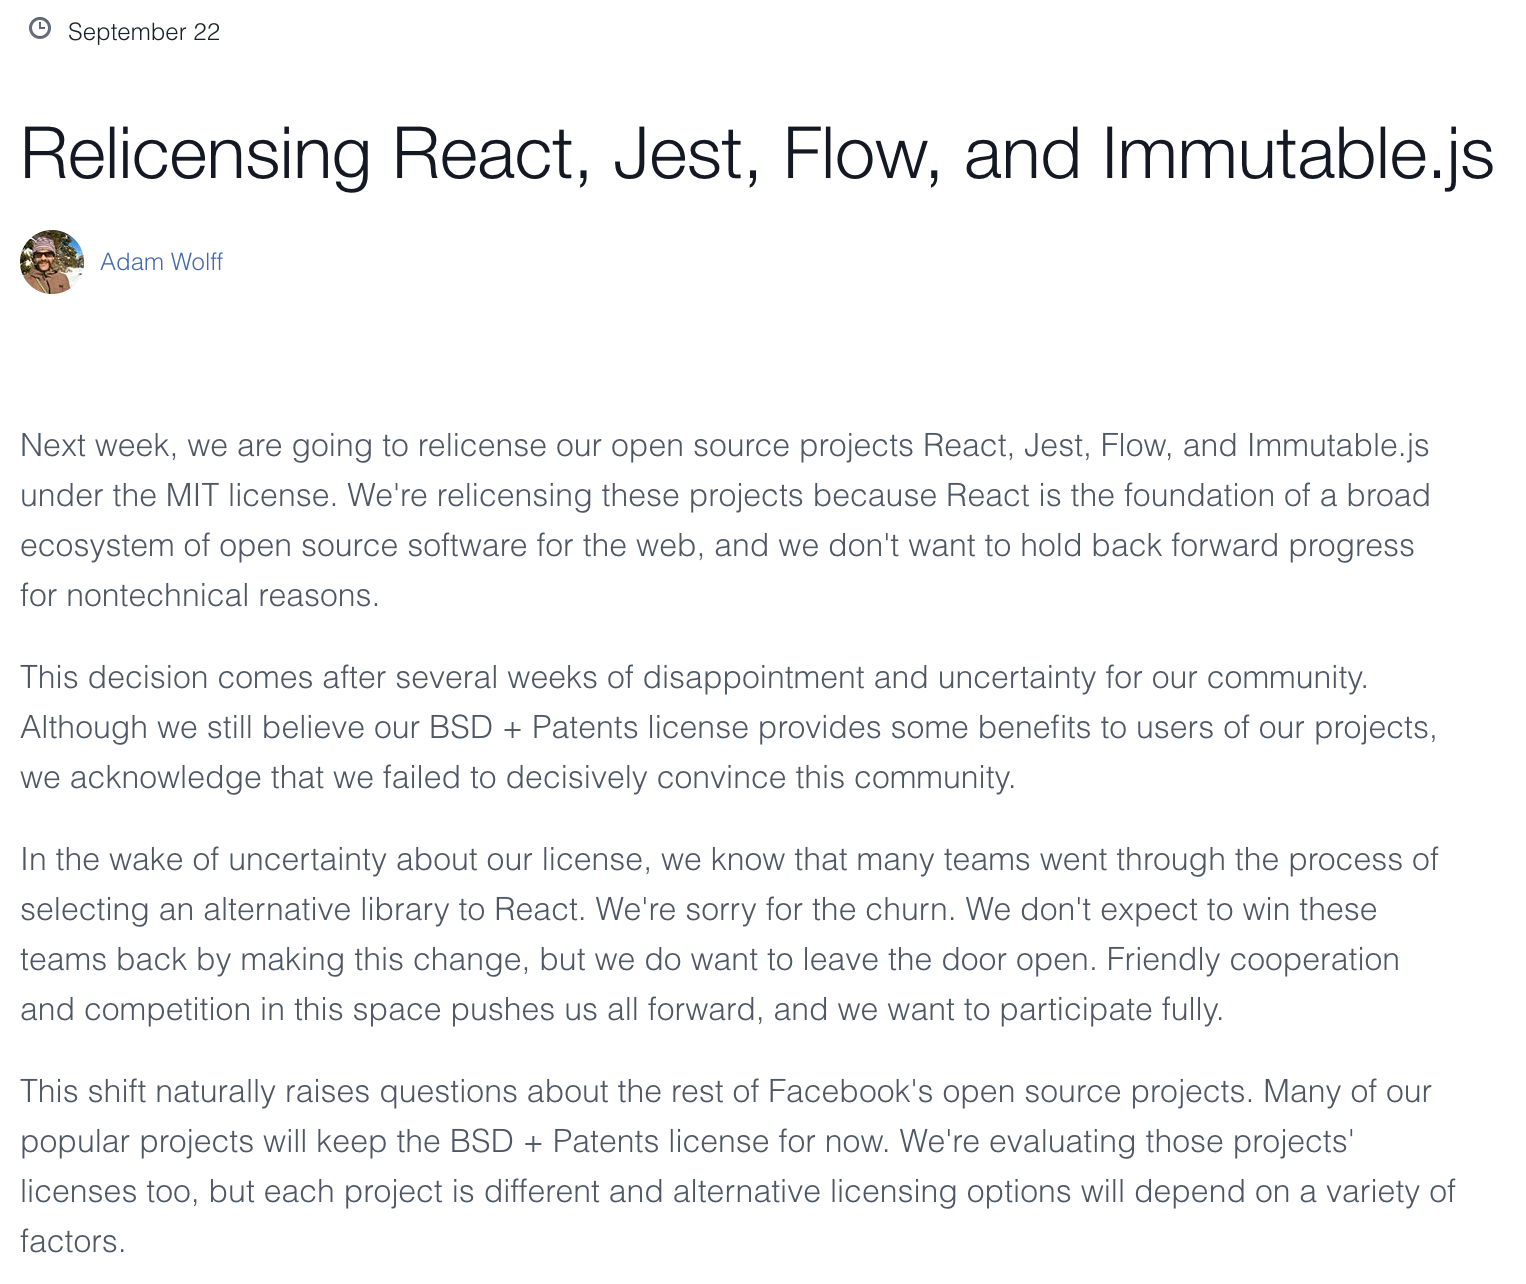 September 22
Relicensing React, Jest, Flow, and Immutable.js
Adam Wolff
Next week, we are going to relicense our open source projects React, Jest, Flow, and Immutable.js
under the MIT license. We're relicensing these projects because React is the foundation of a broad
ecosystem of open source software for the web, and we don't want to hold back forward progress
for nontechnical reasons.
This decision comes after several weeks of disappointment and uncertainty for our community.
Although we still believe our BSD + Patents license provides some benefits to users of our projects,
we acknowledge that we failed to decisively convince this community.
In the wake of uncertainty about our license, we know that many teams went through the process of
selecting an alternative library to React. We're sorry for the churn. We don't expect to win these
teams back by making this change, but we do want to leave the door open. Friendly cooperation
and competition in this space pushes us all forward, and we want to participate fully.
This shift naturally raises questions about the rest of Facebook's open source projects. Many of our
popular projects will keep the BSD + Patents license for now. We're evaluating those projects'
licenses too, but each project is different and alternative licensing options will depend on a variety of
factors.